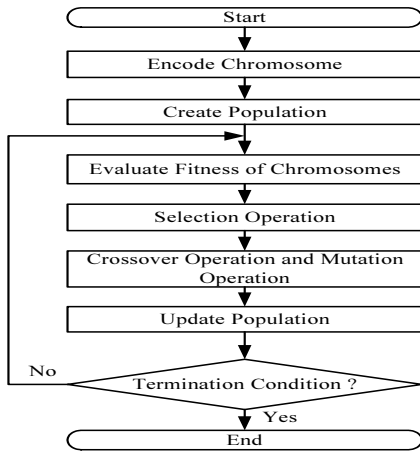 Start
Encode Chromosome
Create Population
Evaluate Fitness of Chromosomes
Selection Operation
Crossover Operation and Mutation
Operation
Update Population
No
Termination Condition ?
Yes
End